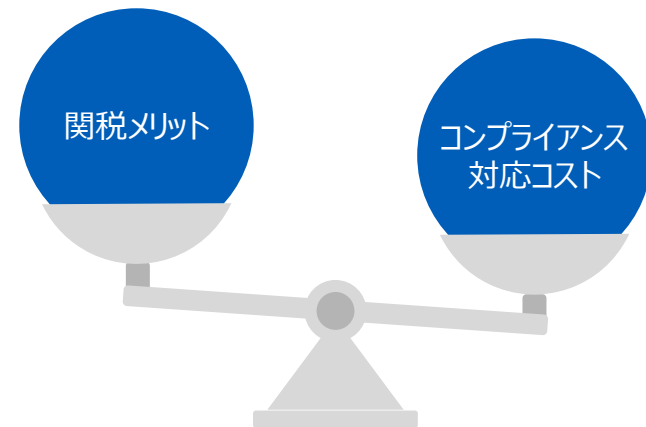 関税メリット
コンプライアンス
対応コスト